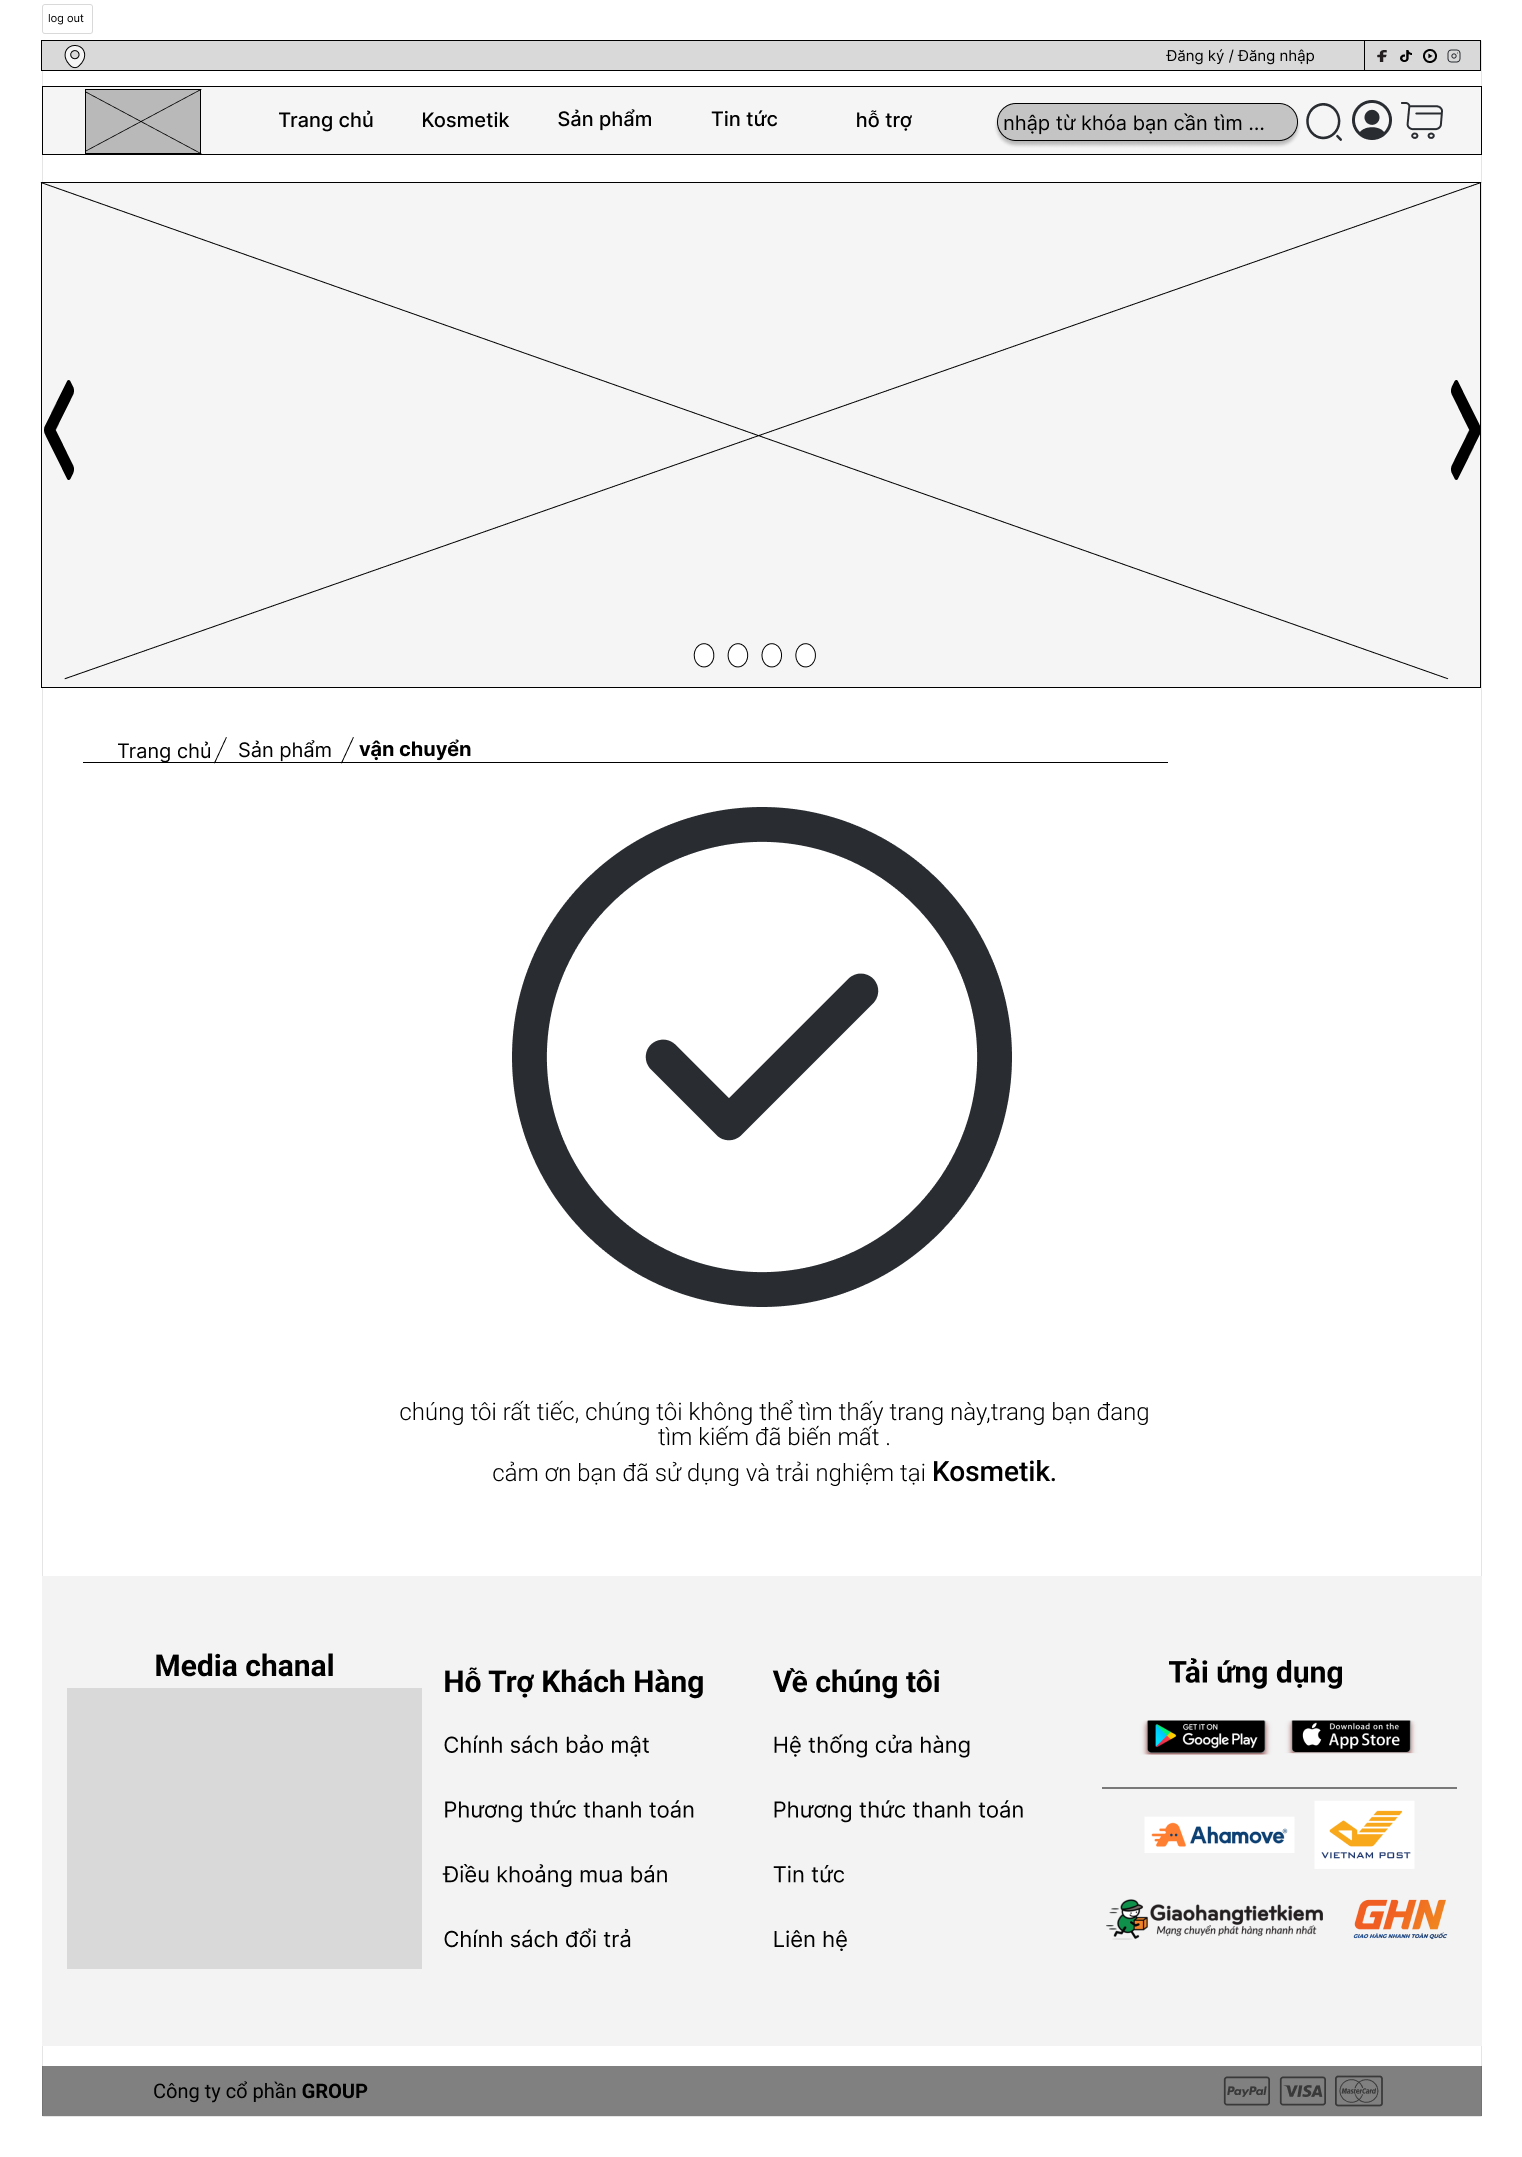 log out
Đăng ký / Đăng nhập
Trang chủ
Kosmetik
Sản phẩm
Tin tức
hỗ trợ
nhập từ khóa bạn cần tìm ...
Trang chủ / Sản phẩm / vận chuyển
chúng tôi rất tiếc, chúng tôi không thể tìm thấy trang này,trang bạn đang
tìm kiếm đã biến mất .
cảm ơn bạn đã sử dụng và trải nghiệm tại Kosmetik.
Media chanal
Hỗ Trợ Khách Hàng
Chính sách bảo mật
Phương thức thanh toán
Điều khoảng mua bán
Chính sách đổi trả
Về chúng tôi
Hệ thống cửa hàng
Phương thức thanh toán
Tin tức
Liên hệ
Tải ứng dụng
GET IT ON
Google Play
Download on the
App Store
Ahamove
VIETNAM POST
Giaohangtietkiem
Mạng chuyển phát hàng nhanh nhất
GHN
GIAO HÀNG NHANH TOÀN QUỐC
Công ty cổ phần GROUP
PayPal
VISA
MasterCard